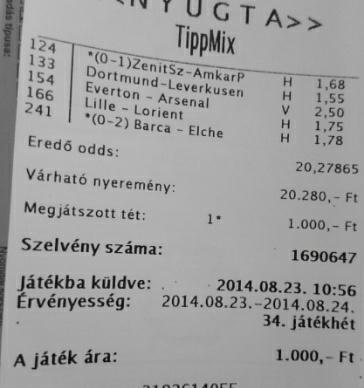 NYUGTA>>
TippMix
124 *(0-1)ZenitSz-AmkarP H 1,68
133 Dortmund-Leverkusen H 1,55
154 Everton - Arsenal V 2,50
166 Lille - Lorient H 1,75
241 *(0-2) Barca - Elche H 1,78
Eredő odds: 20,27865
Várható nyeremény: 20.280,- Ft
Megjátszott tét: 1* 1.000,- Ft
Szelvény száma: 1690647
Játékba küldve: 2014.08.23. 10:56
Érvényesség: 2014.08.23.-2014.08.24.
34. játékhét
A játék ára: 1.000,- Ft